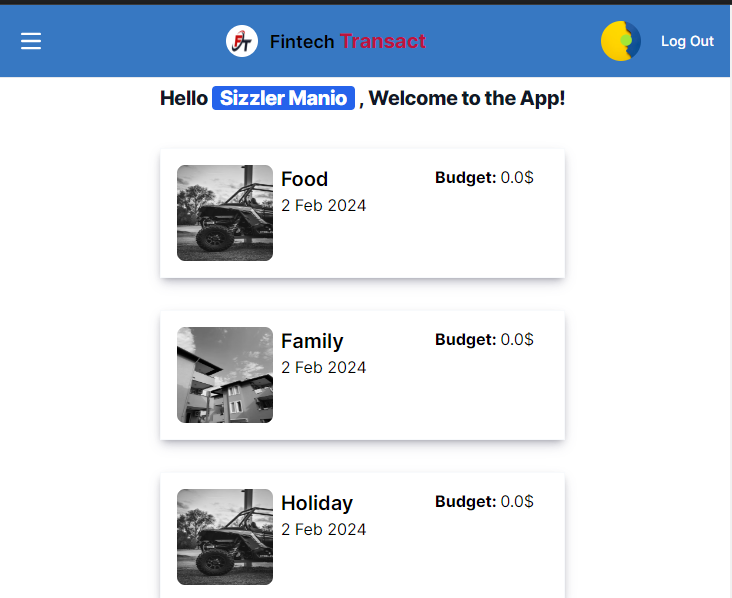 Fintech Transact
Log Out
Hello Sizzler Manio , Welcome to the App!
Food
Budget: 0.0$
2 Feb 2024
Family
Budget: 0.0$
2 Feb 2024
Holiday
Budget: 0.0$
2 Feb 2024